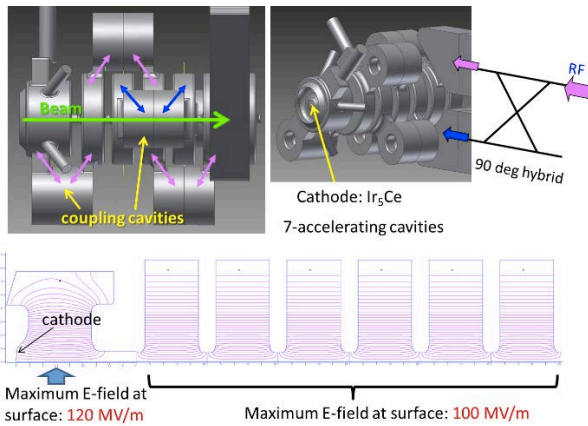 Beam
coupling cavities
RF
90 deg hybrid
Cathode: Ir5Ce
7-accelerating cavities
cathode
Maximum E-field at
surface: 120 MV/m
Maximum E-field at surface: 100 MV/m